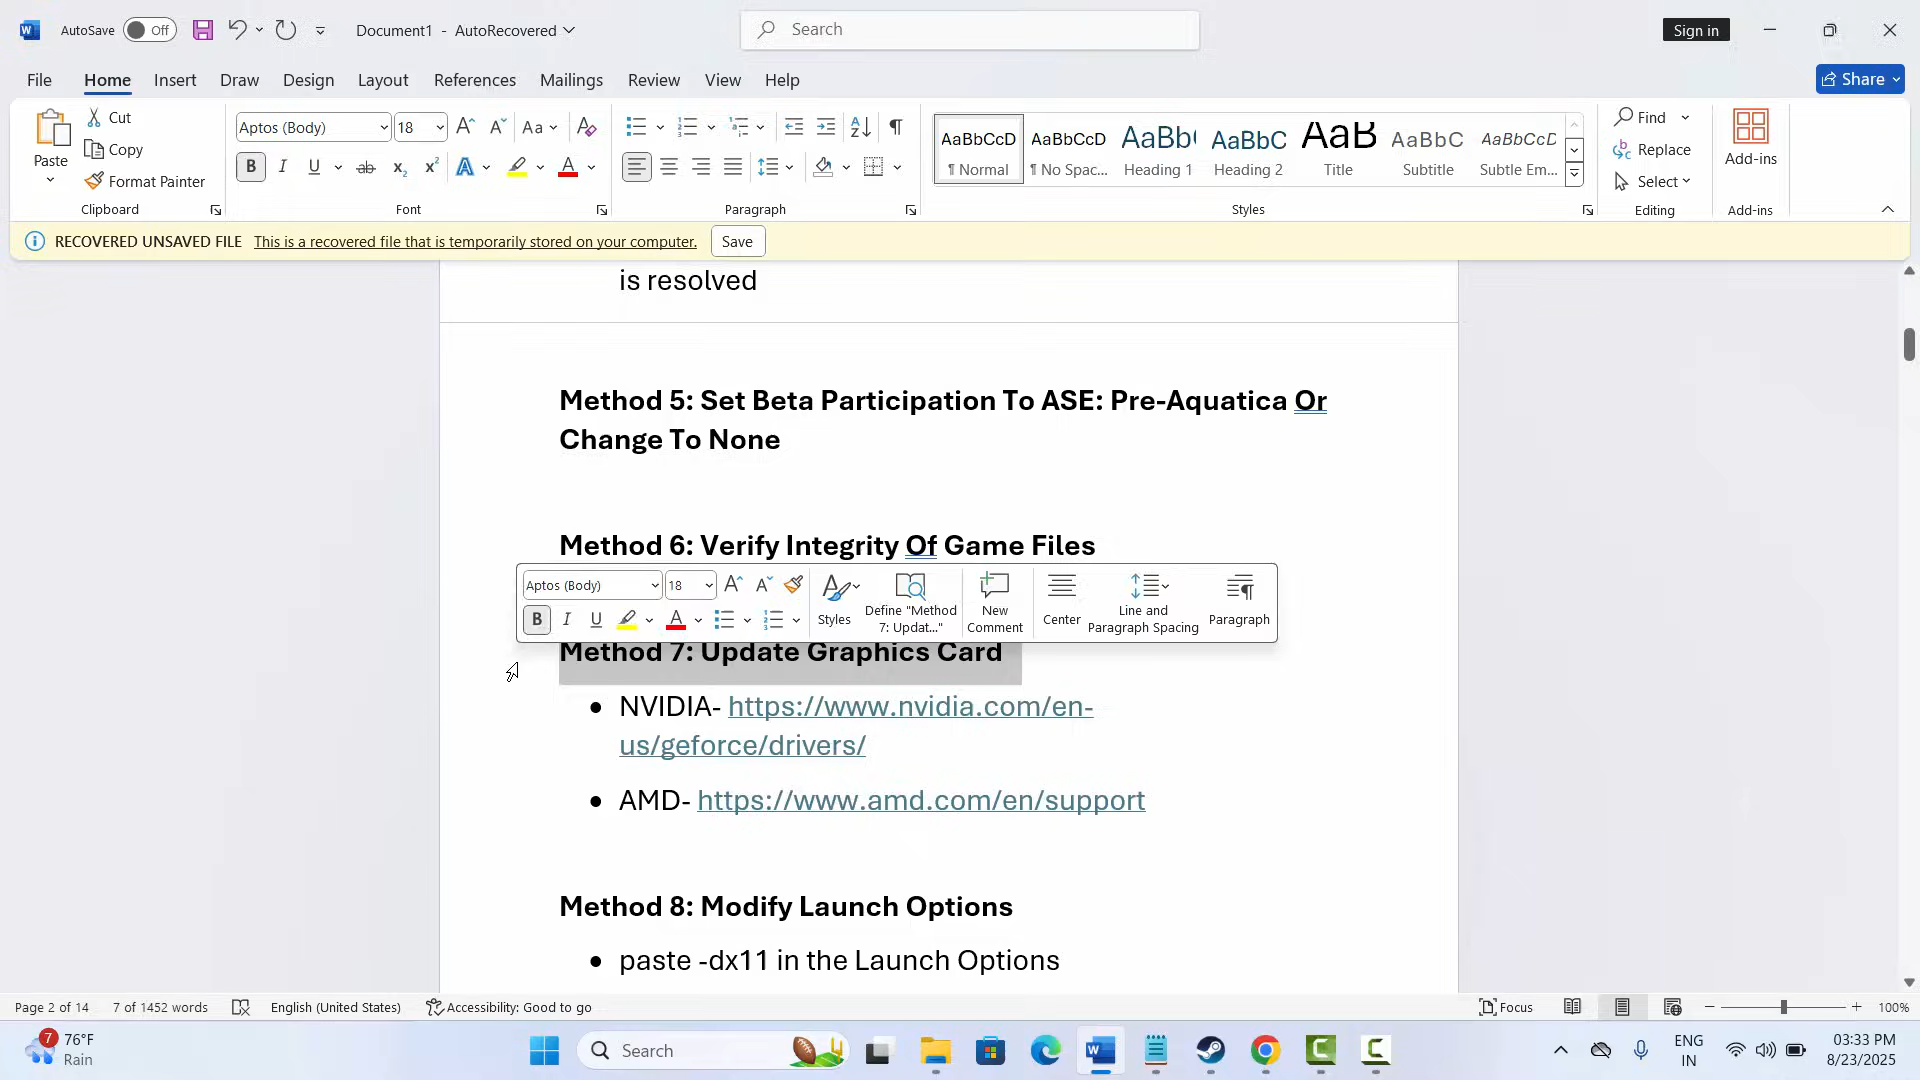 AutoSave Off Document1 - AutoRecovered Search Sign in
File Home Insert Draw Design Layout References Mailings Review View Help Share
Paste Cut Copy Format Painter Clipboard
Aptos (Body) 18 Aa
B I U ab x₂ x² A A
Font
Paragraph
AaBbCcD AaBbCcD AaBb( AaBbC AaB AaBbC AaBbCcD
¶ Normal ¶ No Spac... Heading 1 Heading 2 Title Subtitle Subtle Em...
Styles
Find Replace Select Editing
Add-ins
Add-ins
RECOVERED UNSAVED FILE This is a recovered file that is temporarily stored on your computer. Save
is resolved
Method 5: Set Beta Participation To ASE: Pre-Aquatica Or
Change To None
Method 6: Verify Integrity Of Game Files
Aptos (Body) 18
B I U A Styles Define "Method
7: Updat..." New
Comment Center Line and
Paragraph Spacing Paragraph
Method 7: Update Graphics Card
• NVIDIA- https://www.nvidia.com/en-
us/geforce/drivers/
• AMD- https://www.amd.com/en/support
Method 8: Modify Launch Options
• paste -dx11 in the Launch Options
Page 2 of 14 7 of 1452 words English (United States) Accessibility: Good to go Focus 100%
7 76°F
Rain
Search
ENG
IN
03:33 PM
8/23/2025